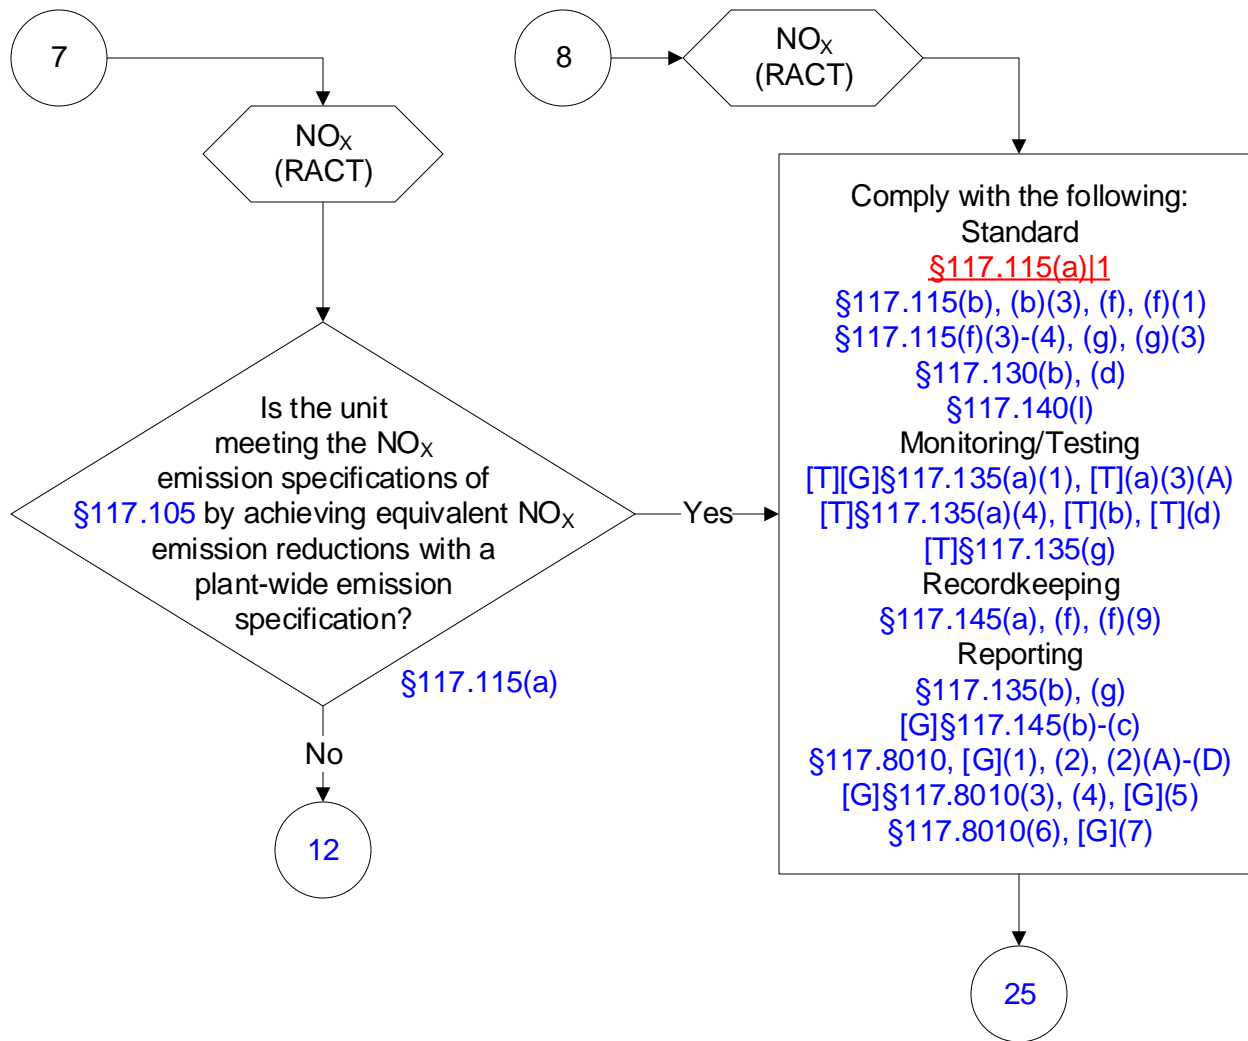 7
NOX
(RACT)
8
NOX
(RACT)
Is the unit
meeting the NOX
emission specifications of
§117.105 by achieving equivalent NOX
emission reductions with a
plant-wide emission
specification?
§117.115(a)
Yes
No
12
Comply with the following:
Standard
§117.115(a)|1
§117.115(b), (b)(3), (f), (f)(1)
§117.115(f)(3)-(4), (g), (g)(3)
§117.130(b), (d)
§117.140(l)
Monitoring/Testing
[T][G]§117.135(a)(1), [T](a)(3)(A)
[T]§117.135(a)(4), [T](b), [T](d)
[T]§117.135(g)
Recordkeeping
§117.145(a), (f), (f)(9)
Reporting
§117.135(b), (g)
[G]§117.145(b)-(c)
§117.8010, [G](1), (2), (2)(A)-(D)
[G]§117.8010(3), (4), [G](5)
§117.8010(6), [G](7)
25